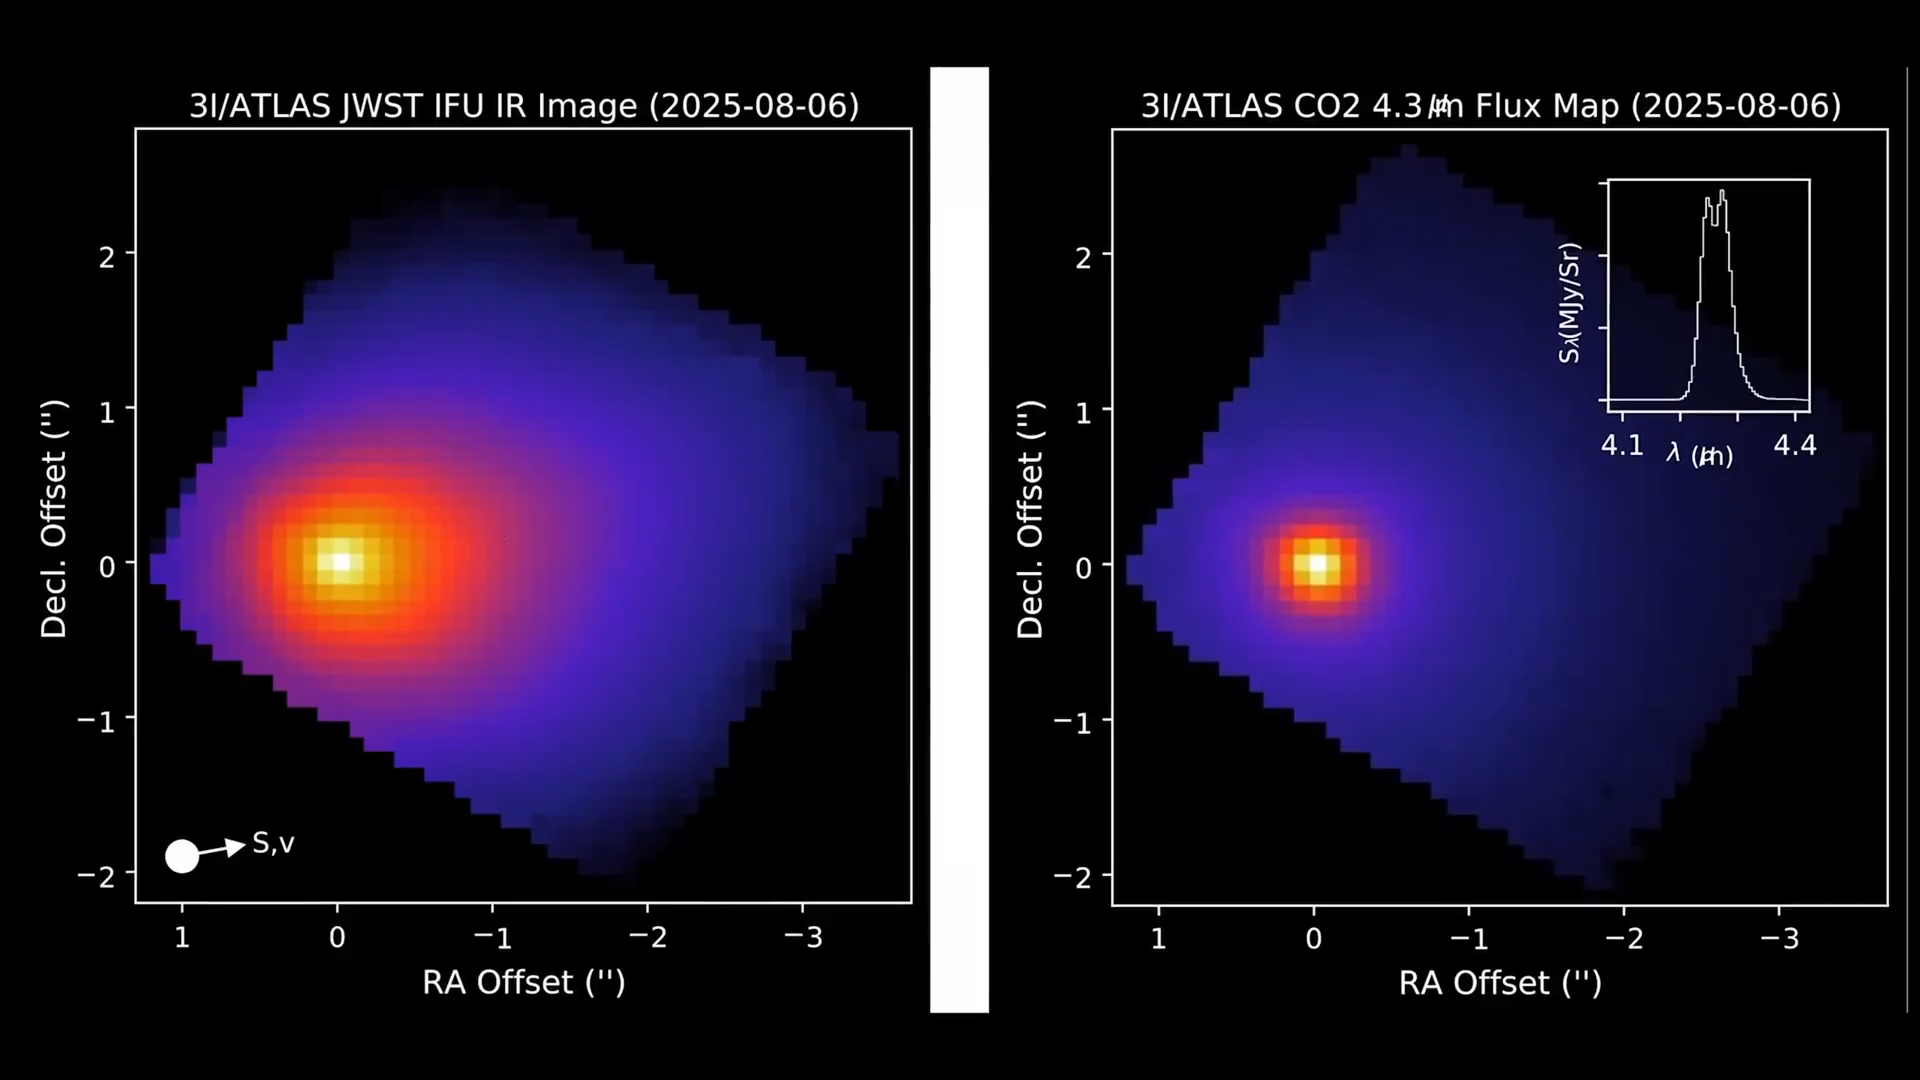 3I/ATLAS JWST IFU IR Image (2025-08-06)
Decl. Offset ('')
2
1
0
−1
−2
S,v
1 0 −1 −2 −3
RA Offset ('')
3I/ATLAS CO2 4.3 μm Flux Map (2025-08-06)
Decl. Offset ('')
2
1
0
−1
−2
Sλ(MJy/Sr)
4.1 λ (μm) 4.4
1 0 −1 −2 −3
RA Offset ('')